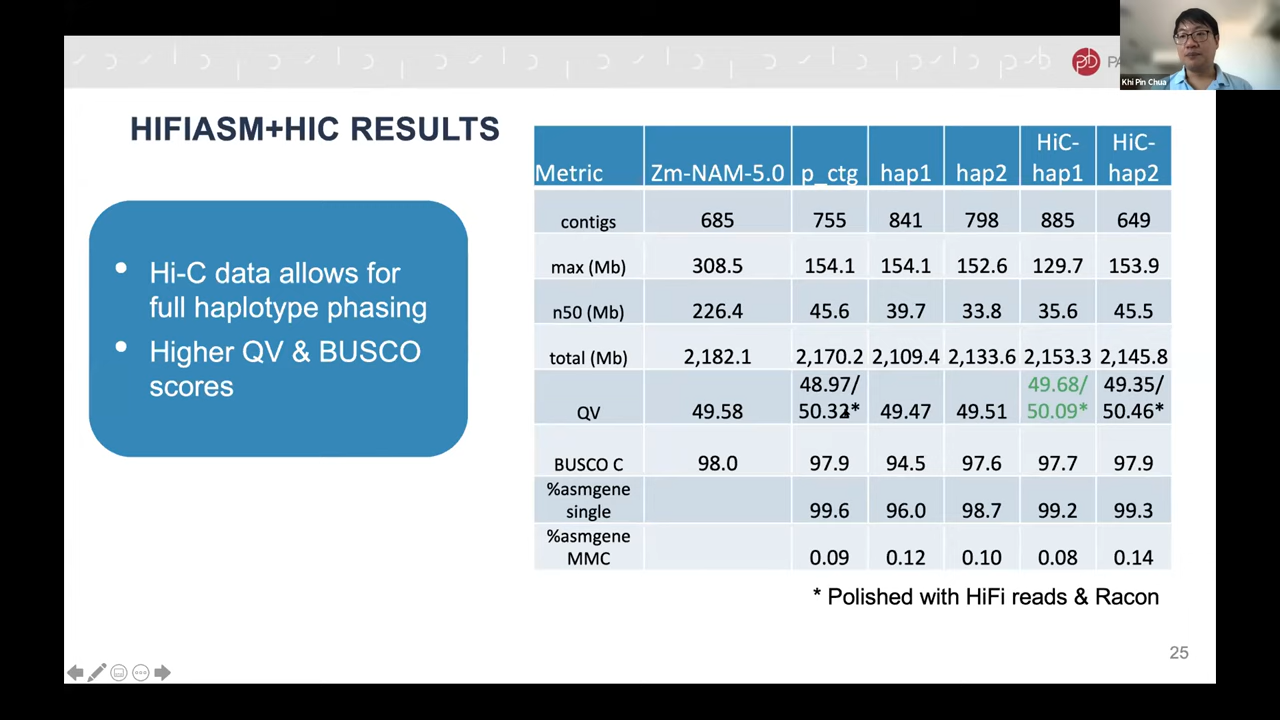 PA
Khi Pin Chua
HIFIASM+HIC RESULTS
• Hi-C data allows for
full haplotype phasing
• Higher QV & BUSCO
scores
Metric Zm-NAM-5.0 p_ctg hap1 hap2 HiC-hap1 HiC-hap2
contigs 685 755 841 798 885 649
max (Mb) 308.5 154.1 154.1 152.6 129.7 153.9
n50 (Mb) 226.4 45.6 39.7 33.8 35.6 45.5
total (Mb) 2,182.1 2,170.2 2,109.4 2,133.6 2,153.3 2,145.8
QV 49.58 48.97/50.32* 49.47 49.51 49.68/50.09* 49.35/50.46*
BUSCO C 98.0 97.9 94.5 97.6 97.7 97.9
%asmgene single 99.6 96.0 98.7 99.2 99.3
%asmgene MMC 0.09 0.12 0.10 0.08 0.14
* Polished with HiFi reads & Racon
25